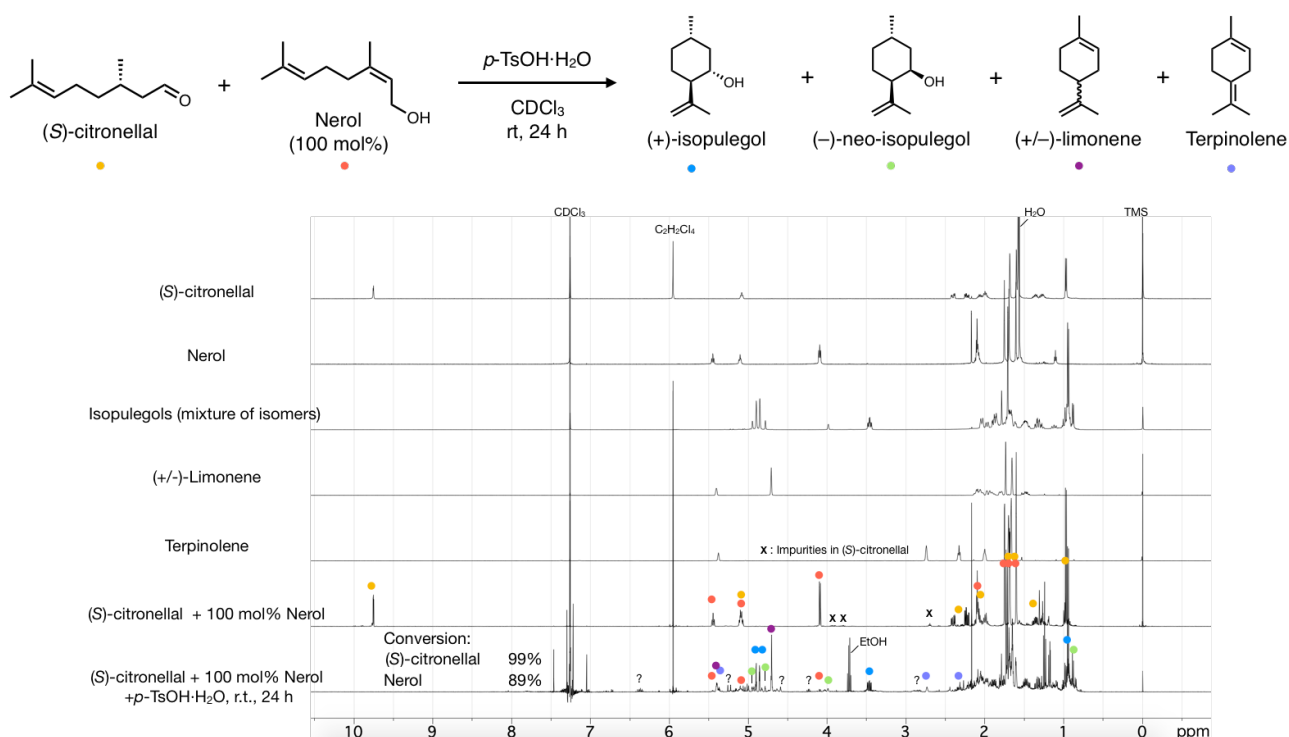 p-TsOH·H₂O
CDCl₃
rt, 24 h
O
OH
OH
OH
+
+
+
+
(S)-citronellal
Nerol
(100 mol%)
(+)-isopulegol
(–)-neo-isopulegol
(+/–)-limonene
Terpinolene
CDCl₃
C₂H₂Cl₄
H₂O
TMS
(S)-citronellal
Nerol
Isopulegols (mixture of isomers)
(+/-)-Limonene
Terpinolene
x : Impurities in (S)-citronellal
(S)-citronellal + 100 mol% Nerol
x x
x
Conversion:
(S)-citronellal 99%
Nerol 89%
EtOH
(S)-citronellal + 100 mol% Nerol
+p-TsOH·H₂O, r.t., 24 h
? ? ? ? ?
10 9 8 7 6 5 4 3 2 1 0 ppm